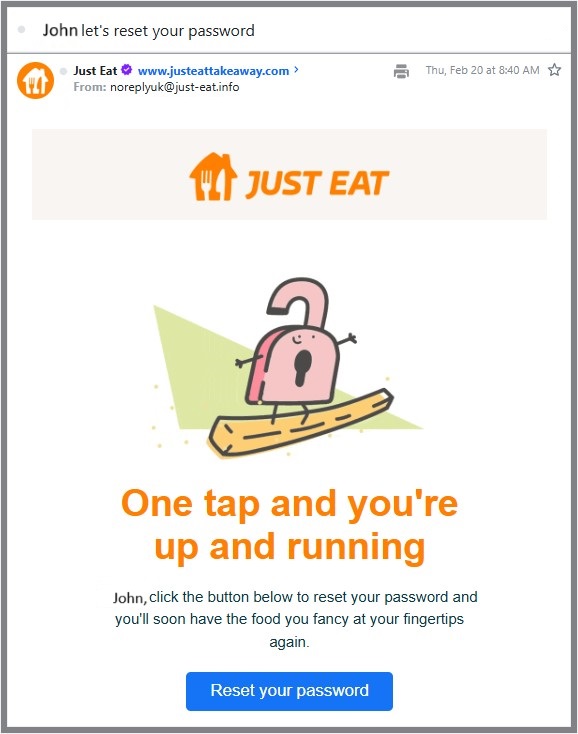 John let's reset your password
Just Eat www.justeattakeaway.com >
Thu, Feb 20 at 8:40 AM
From: noreplyuk@just-eat.info
JUST EAT
One tap and you're
up and running
John, click the button below to reset your password and
you'll soon have the food you fancy at your fingertips
again.
Reset your password